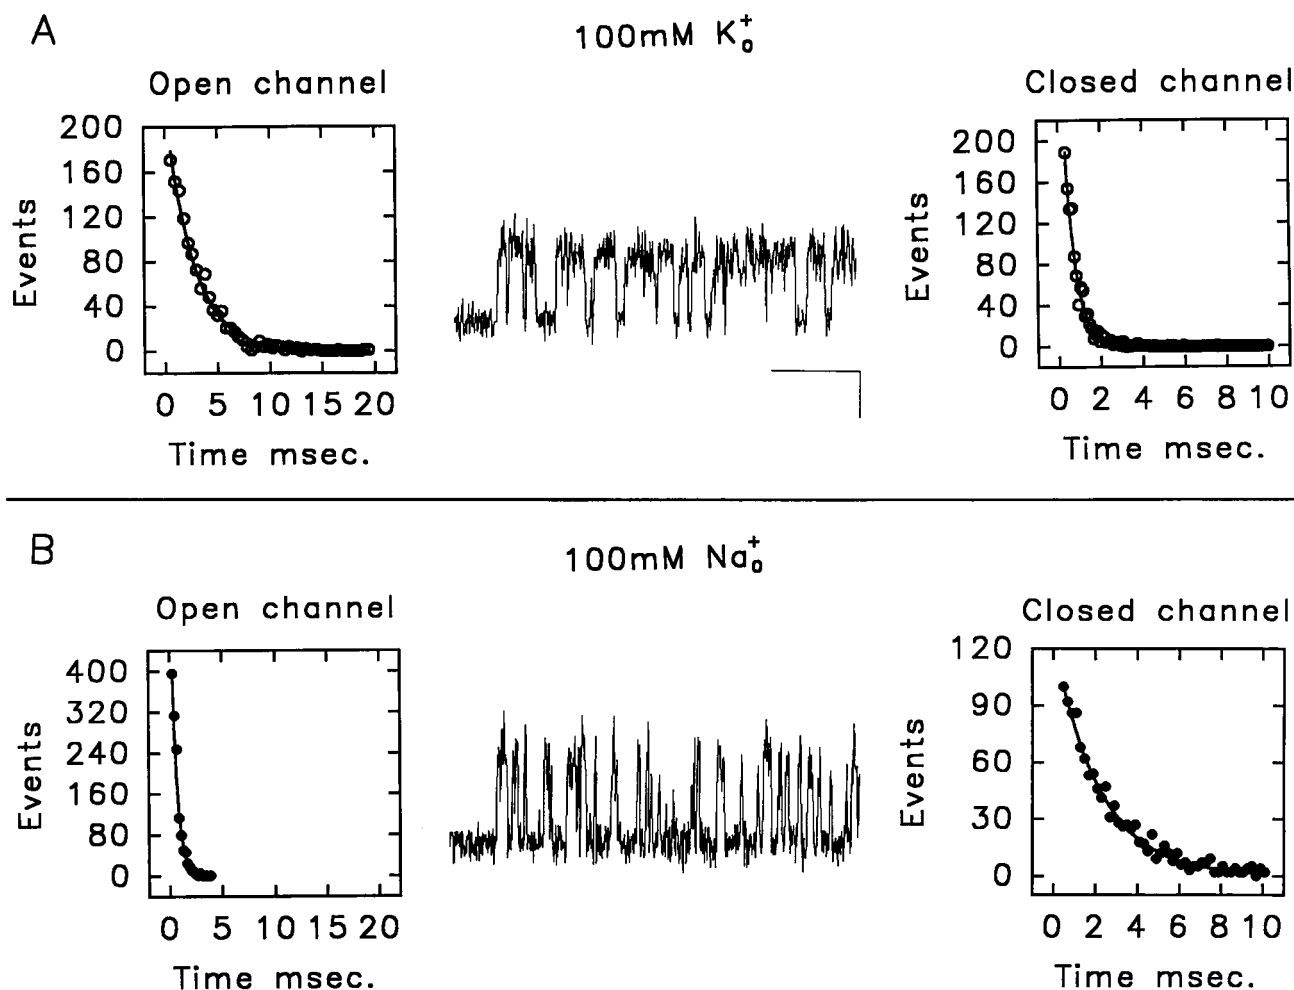 A
100mM K₀⁺
Open channel
Closed channel
Events
200
160
120
80
40
0
0 5 10 15 20
Time msec.
Events
200
160
120
80
40
0
0 2 4 6 8 10
Time msec.
B
100mM Na₀⁺
Open channel
Closed channel
Events
400
320
240
160
80
0
0 5 10 15 20
Time msec.
Events
120
90
60
30
0
0 2 4 6 8 10
Time msec.